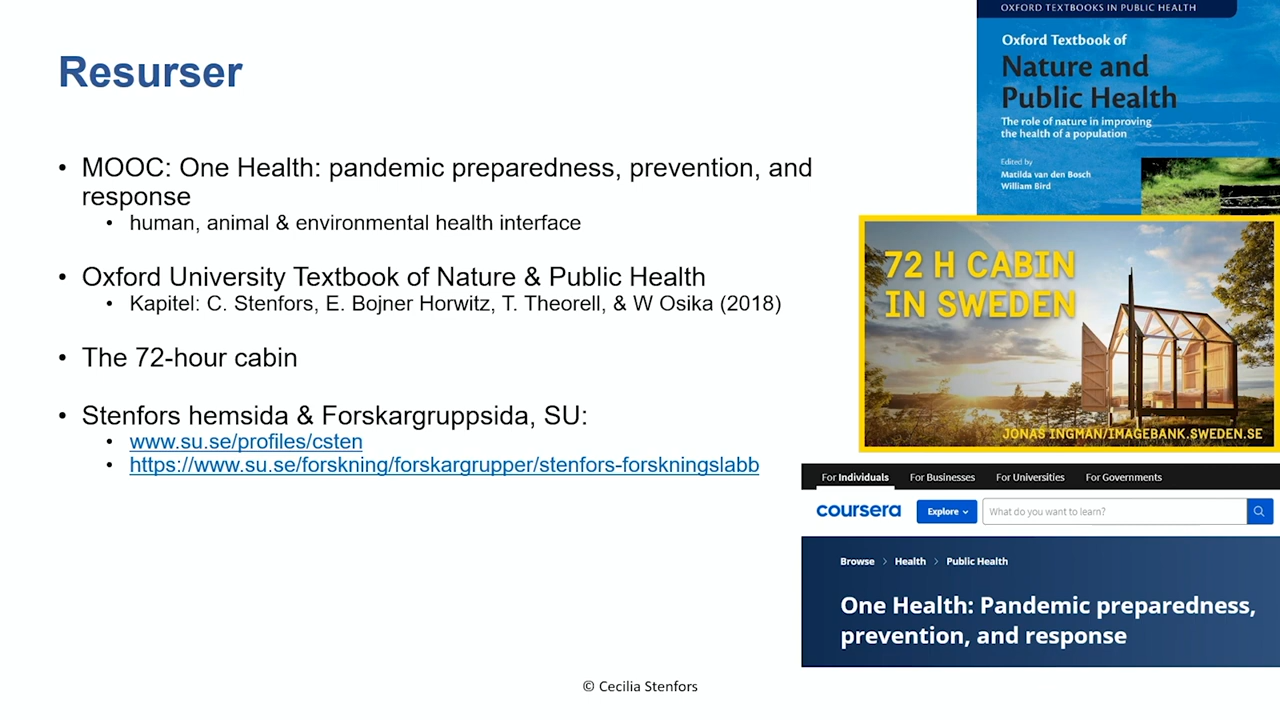 Resurser
• MOOC: One Health: pandemic preparedness, prevention, and
response
• human, animal & environmental health interface
• Oxford University Textbook of Nature & Public Health
• Kapitel: C. Stenfors, E. Bojner Horwitz, T. Theorell, & W Osika (2018)
• The 72-hour cabin
• Stenfors hemsida & Forskargruppsida, SU:
• www.su.se/profiles/csten
• https://www.su.se/forskning/forskargrupper/stenfors-forskningslabb
OXFORD TEXTBOOKS IN PUBLIC HEALTH
Oxford Textbook of
Nature and
Public Health
The role of nature in improving
the health of a population
Edited by
Matilda van den Bosch
William Bird
72 H CABIN
IN SWEDEN
JONAS INGMAN/IMAGEBANK.SWEDEN.SE
For Individuals For Businesses For Universities For Governments
coursera Explore What do you want to learn?
Browse > Health > Public Health
One Health: Pandemic preparedness,
prevention, and response
© Cecilia Stenfors